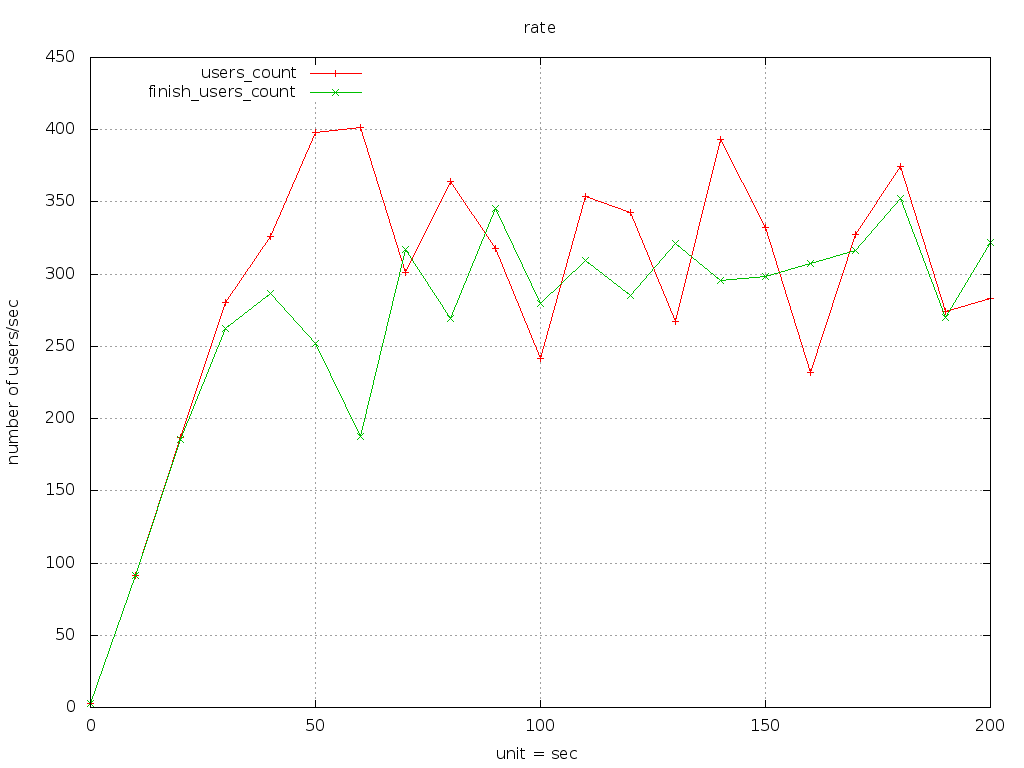 rate
450
400
350
300
250
200
150
100
50
0
users_count
finish_users_count
number of users/sec
0 50 100 150 200
unit = sec